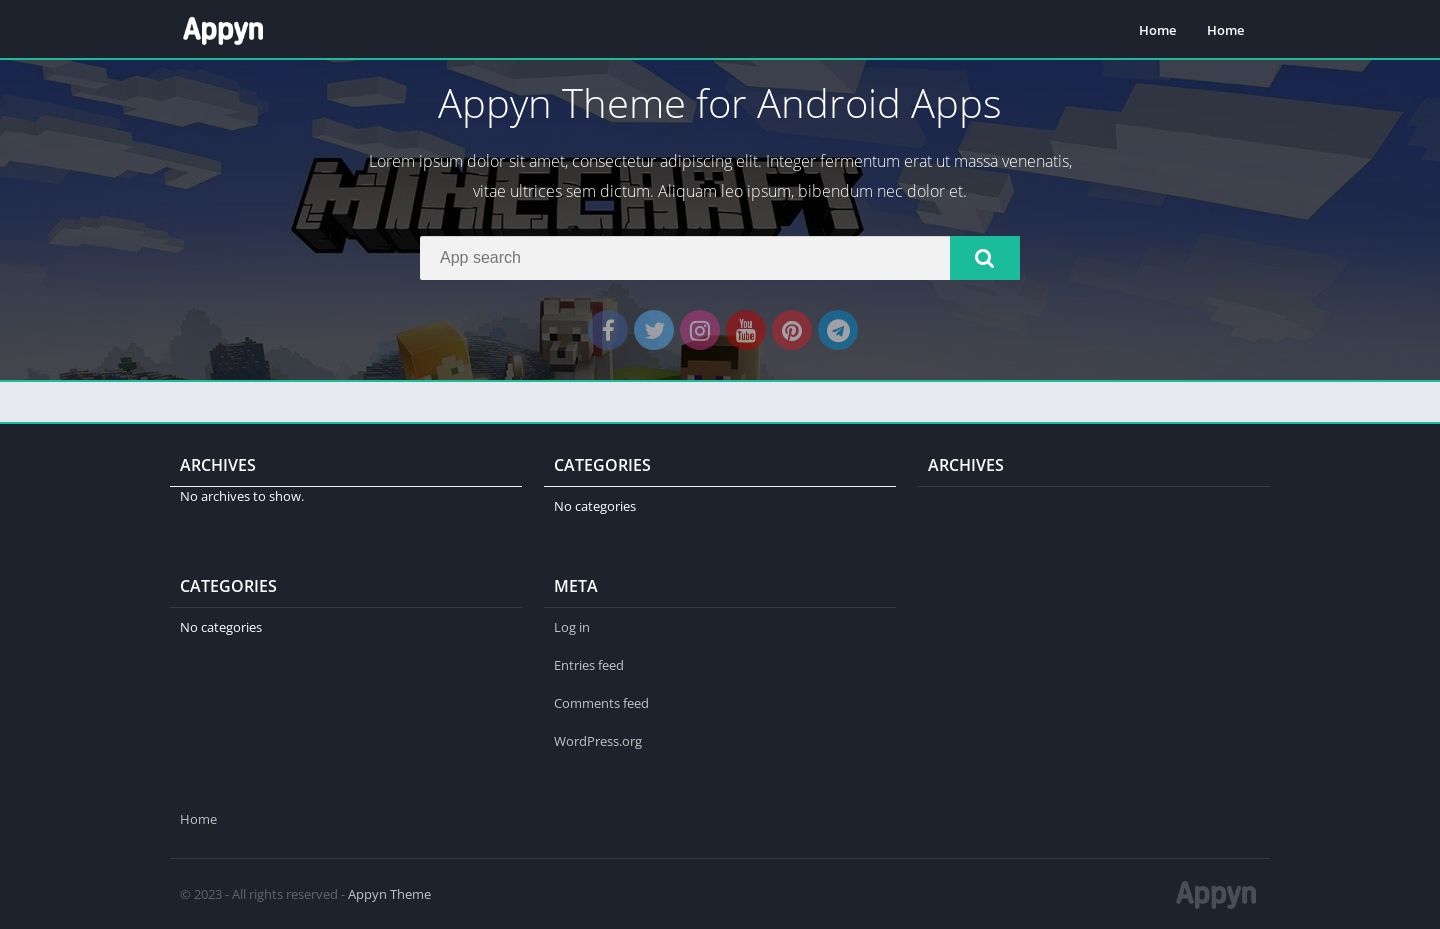 Appyn
Home
Home
Appyn Theme for Android Apps
MINECRAFT
Lorem ipsum dolor sit amet, consectetur adipiscing elit. Integer fermentum erat ut massa venenatis,
vitae ultrices sem dictum. Aliquam leo ipsum, bibendum nec dolor et.
App search
You
Tube
ARCHIVES
No archives to show.
CATEGORIES
No categories
ARCHIVES
CATEGORIES
No categories
META
Log in
Entries feed
Comments feed
WordPress.org
Home
© 2023 - All rights reserved - Appyn Theme
Appyn